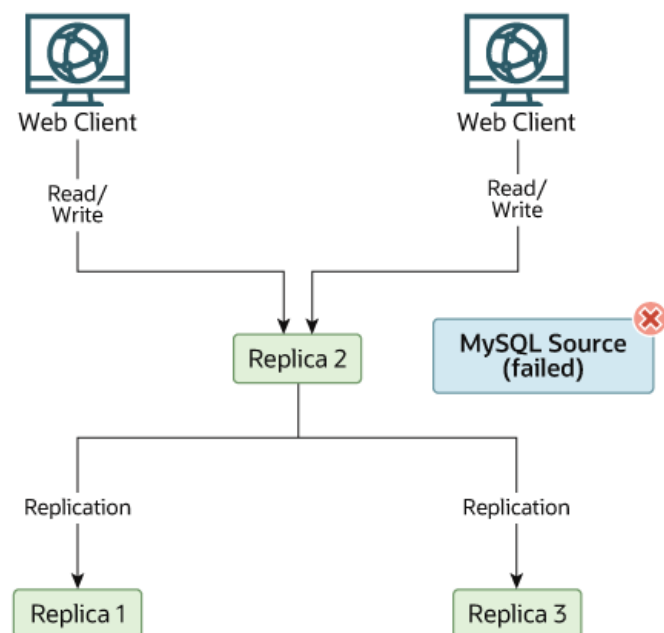 Web Client
Web Client
Read/
Write
Read/
Write
Replica 2
MySQL Source
(failed)
Replication
Replication
Replica 1
Replica 3